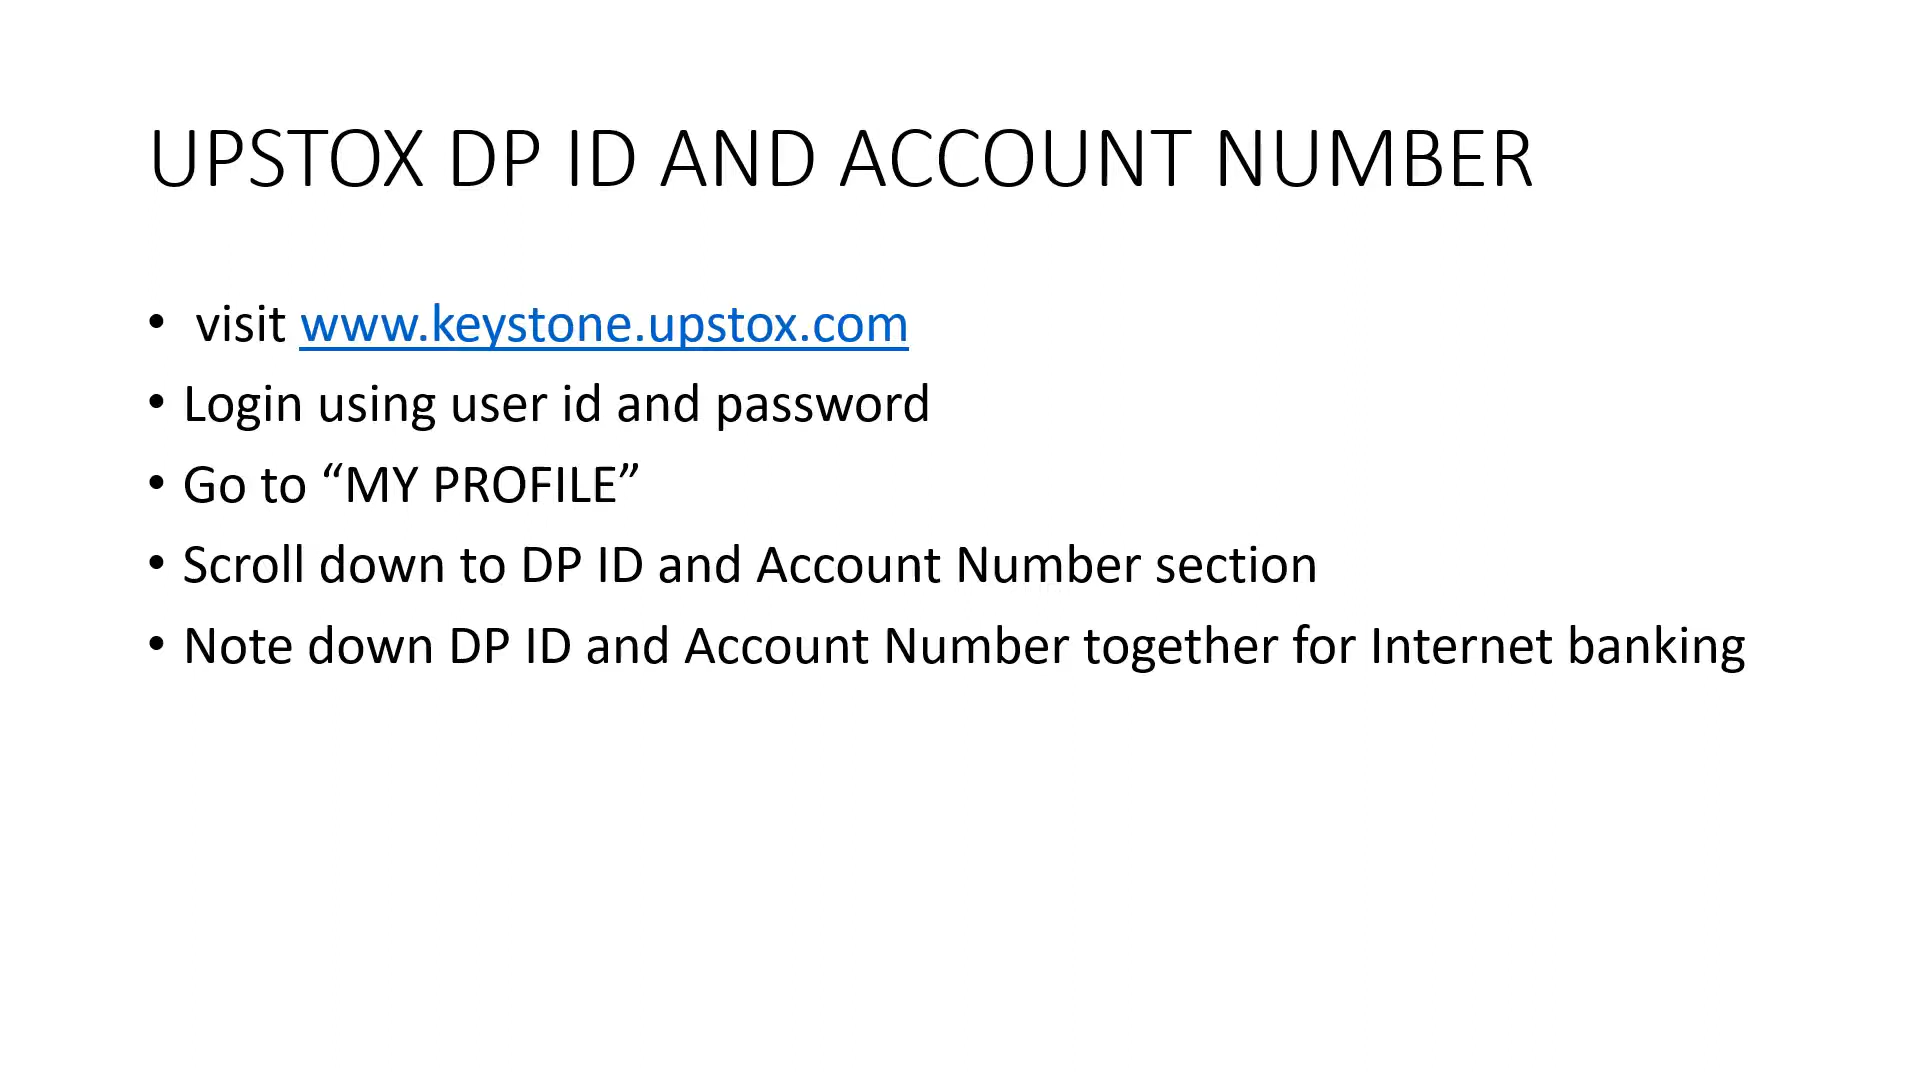 UPSTOX DP ID AND ACCOUNT NUMBER
• visit www.keystone.upstox.com
• Login using user id and password
• Go to “MY PROFILE”
• Scroll down to DP ID and Account Number section
• Note down DP ID and Account Number together for Internet banking